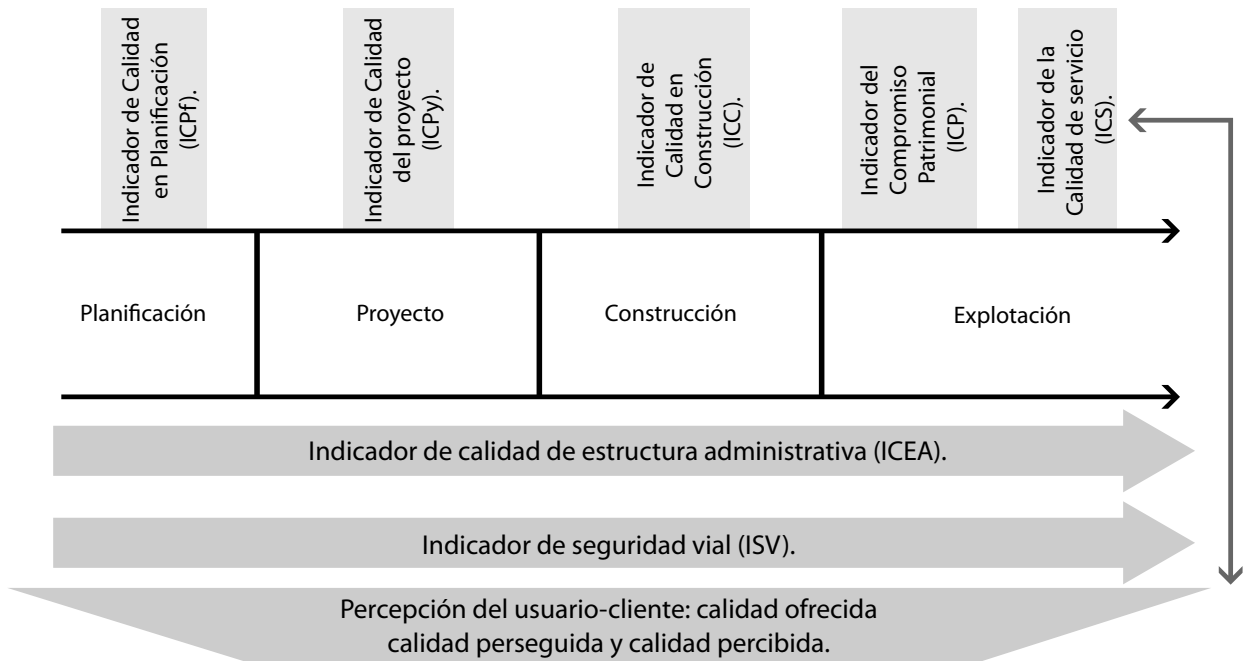 Indicador de Calidad
en Planificación
(ICPf).
Indicador de Calidad
del proyecto
(ICPy).
Indicador de
Calidad en
Construcción
(ICC).
Indicador del
Compromiso
Patrimonial
(ICP).
Indicador de la
Calidad de servicio
(ICS).
Planificación
Proyecto
Construcción
Explotación
Indicador de calidad de estructura administrativa (ICEA).
Indicador de seguridad vial (ISV).
Percepción del usuario-cliente: calidad ofrecida
calidad perseguida y calidad percibida.